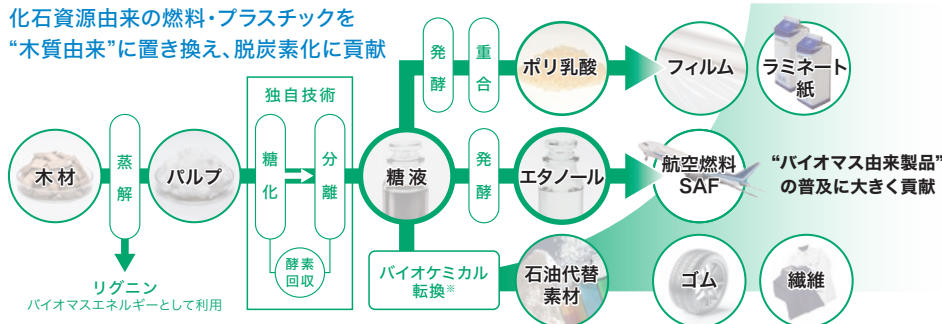 化石資源由来の燃料・プラスチックを
“木質由来”に置き換え、脱炭素化に貢献
木材
蒸解
リグニン
バイオマスエネルギーとして利用
パルプ
独自技術
糖化
分離
酵素
回収
糖液
発酵
重合
ポリ乳酸
フィルム
ラミネート
紙
発酵
エタノール
航空燃料
SAF
“バイオマス由来製品”
の普及に大きく貢献
バイオケミカル
転換※
石油代替
素材
ゴム
繊維